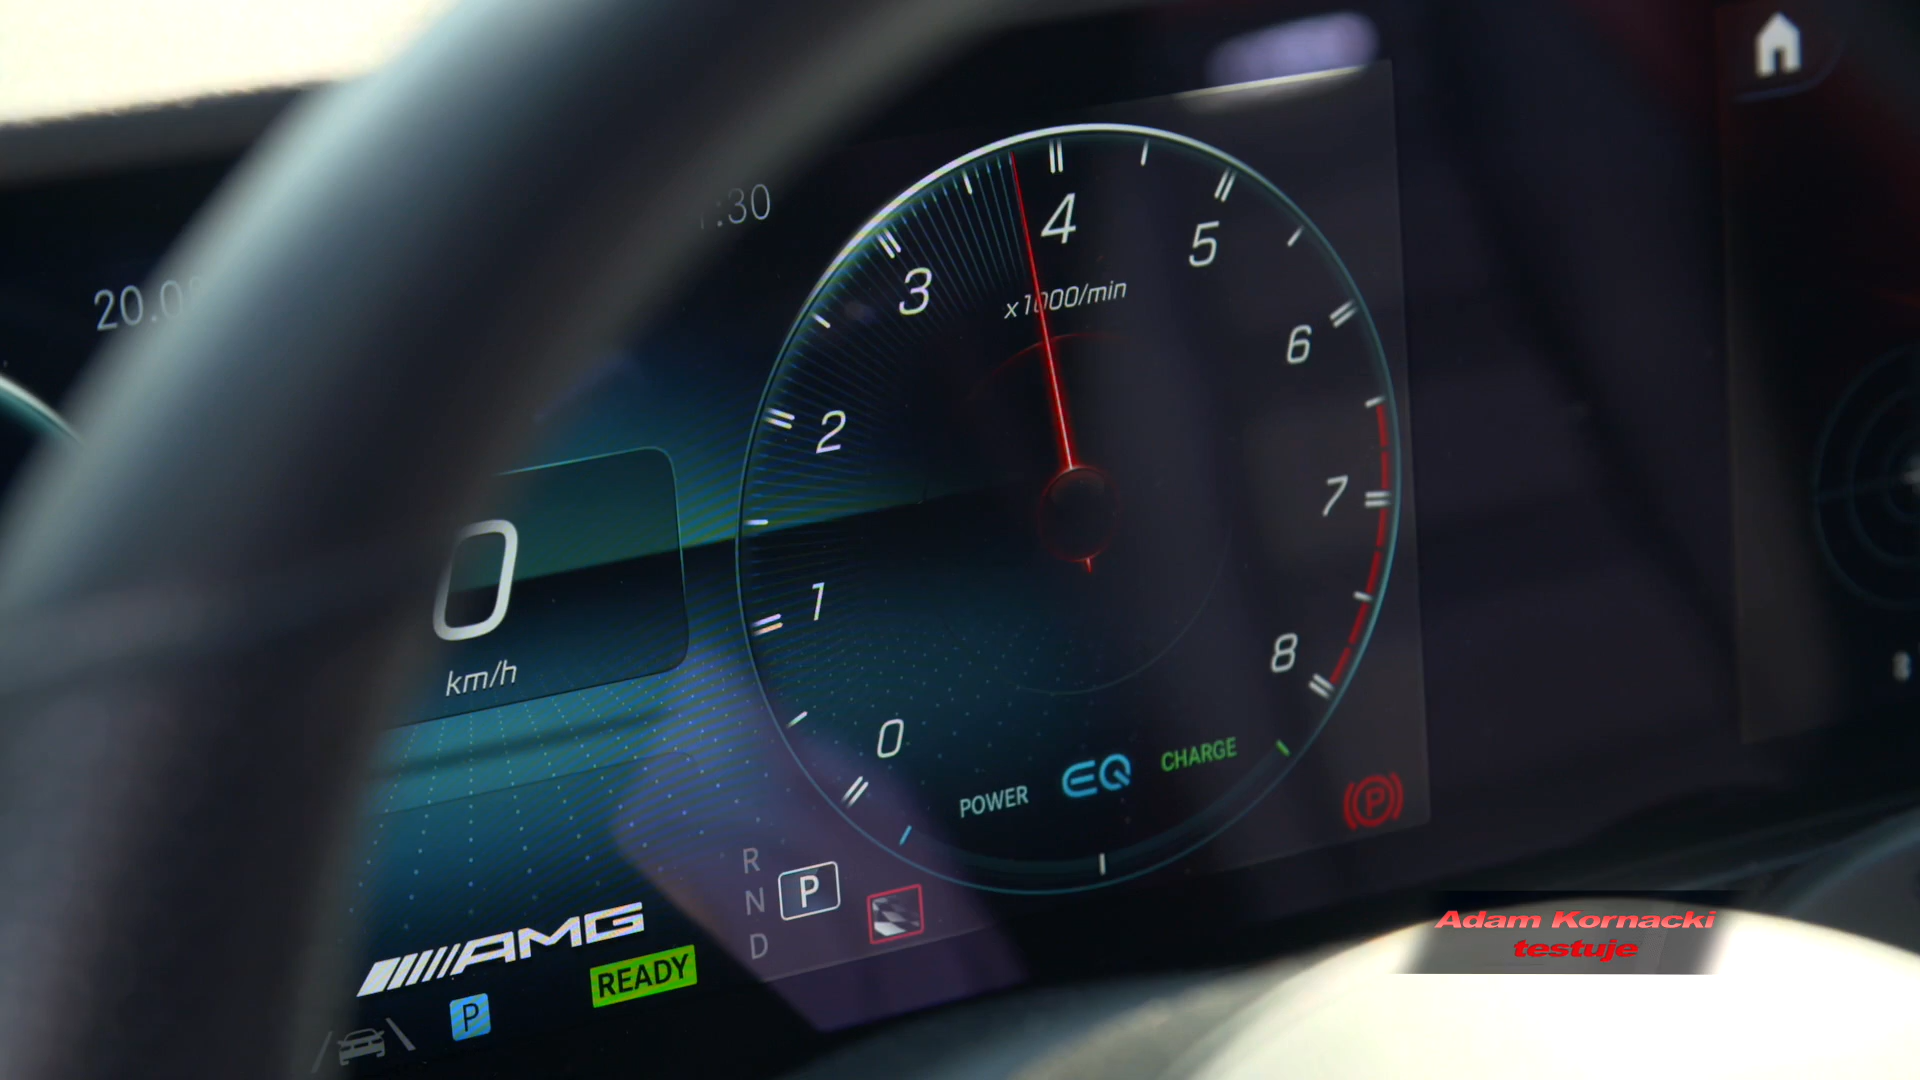 :30
20.0
4
5
3
x1000/min
6
2
7
1
8
0
0
km/h
POWER EQ CHARGE
P
R
N
D
P
AMG
READY
P
Adam Kornacki
testuje